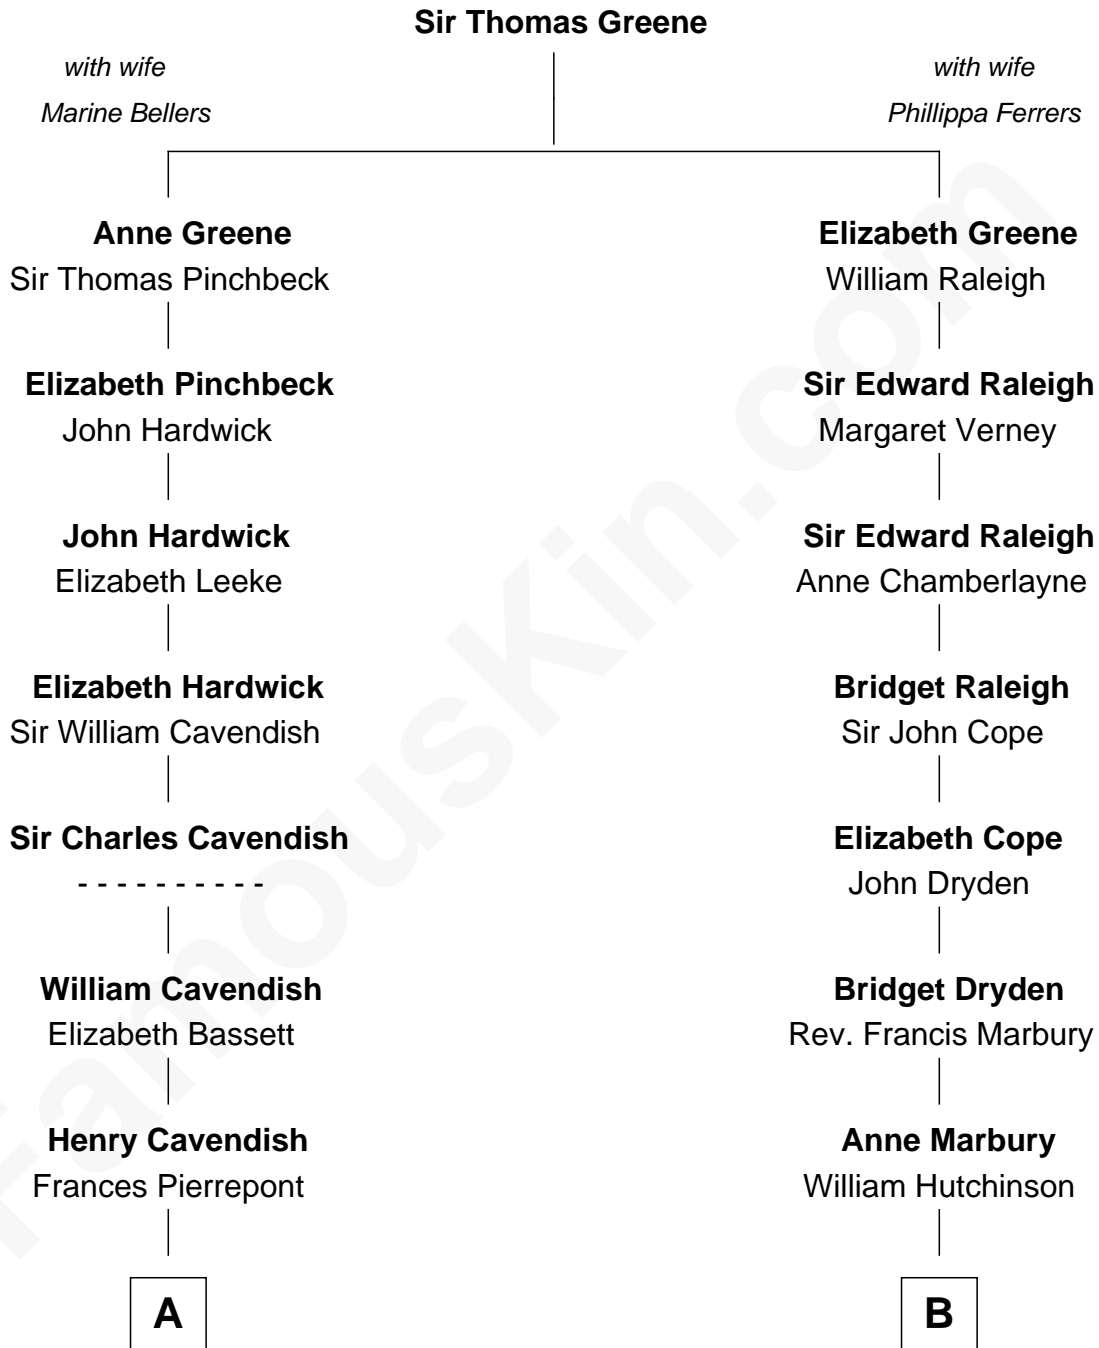 Sir Thomas Greene
with wife
Marine Bellers
with wife
Phillippa Ferrers
Anne Greene
Sir Thomas Pinchbeck
Elizabeth Greene
William Raleigh
Elizabeth Pinchbeck
John Hardwick
Sir Edward Raleigh
Margaret Verney
John Hardwick
Elizabeth Leeke
Sir Edward Raleigh
Anne Chamberlayne
Elizabeth Hardwick
Sir William Cavendish
Bridget Raleigh
Sir John Cope
Sir Charles Cavendish
- - - - - - - - - -
Elizabeth Cope
John Dryden
William Cavendish
Elizabeth Bassett
Bridget Dryden
Rev. Francis Marbury
Henry Cavendish
Frances Pierrepont
Anne Marbury
William Hutchinson
A
B
FamousKin.com